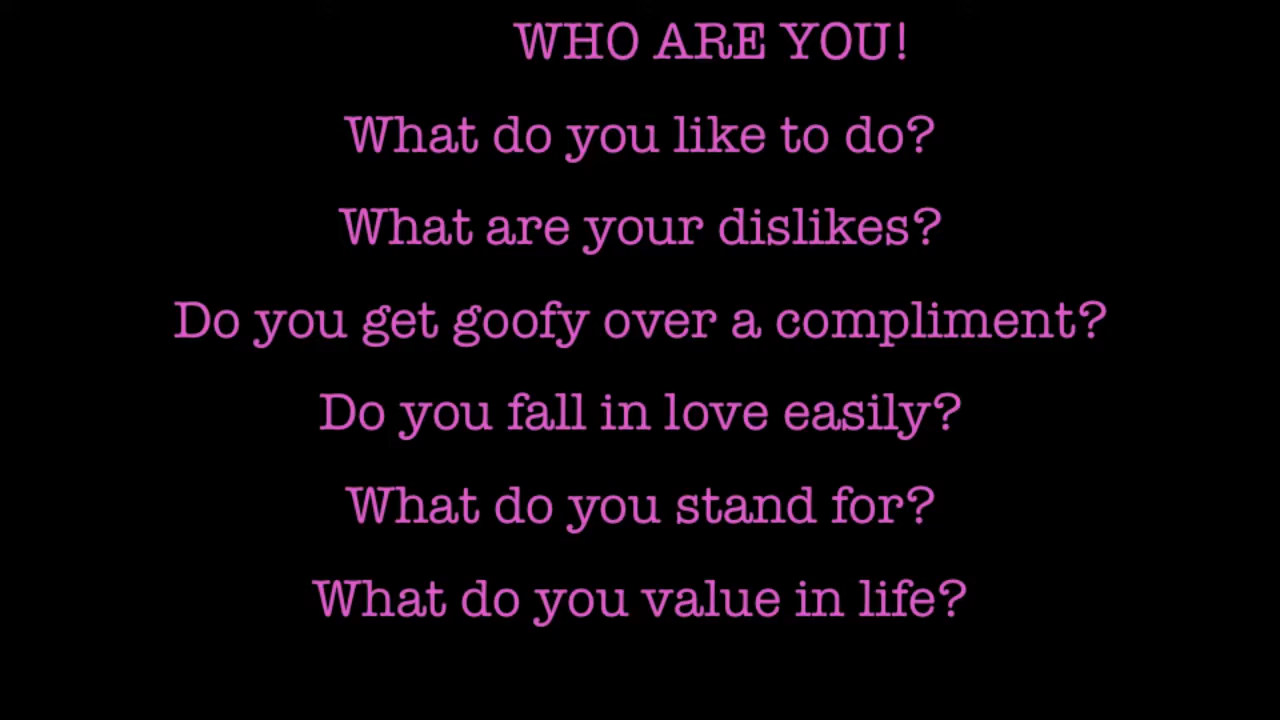 WHO ARE YOU!
What do you like to do?
What are your dislikes?
Do you get goofy over a compliment?
Do you fall in love easily?
What do you stand for?
What do you value in life?